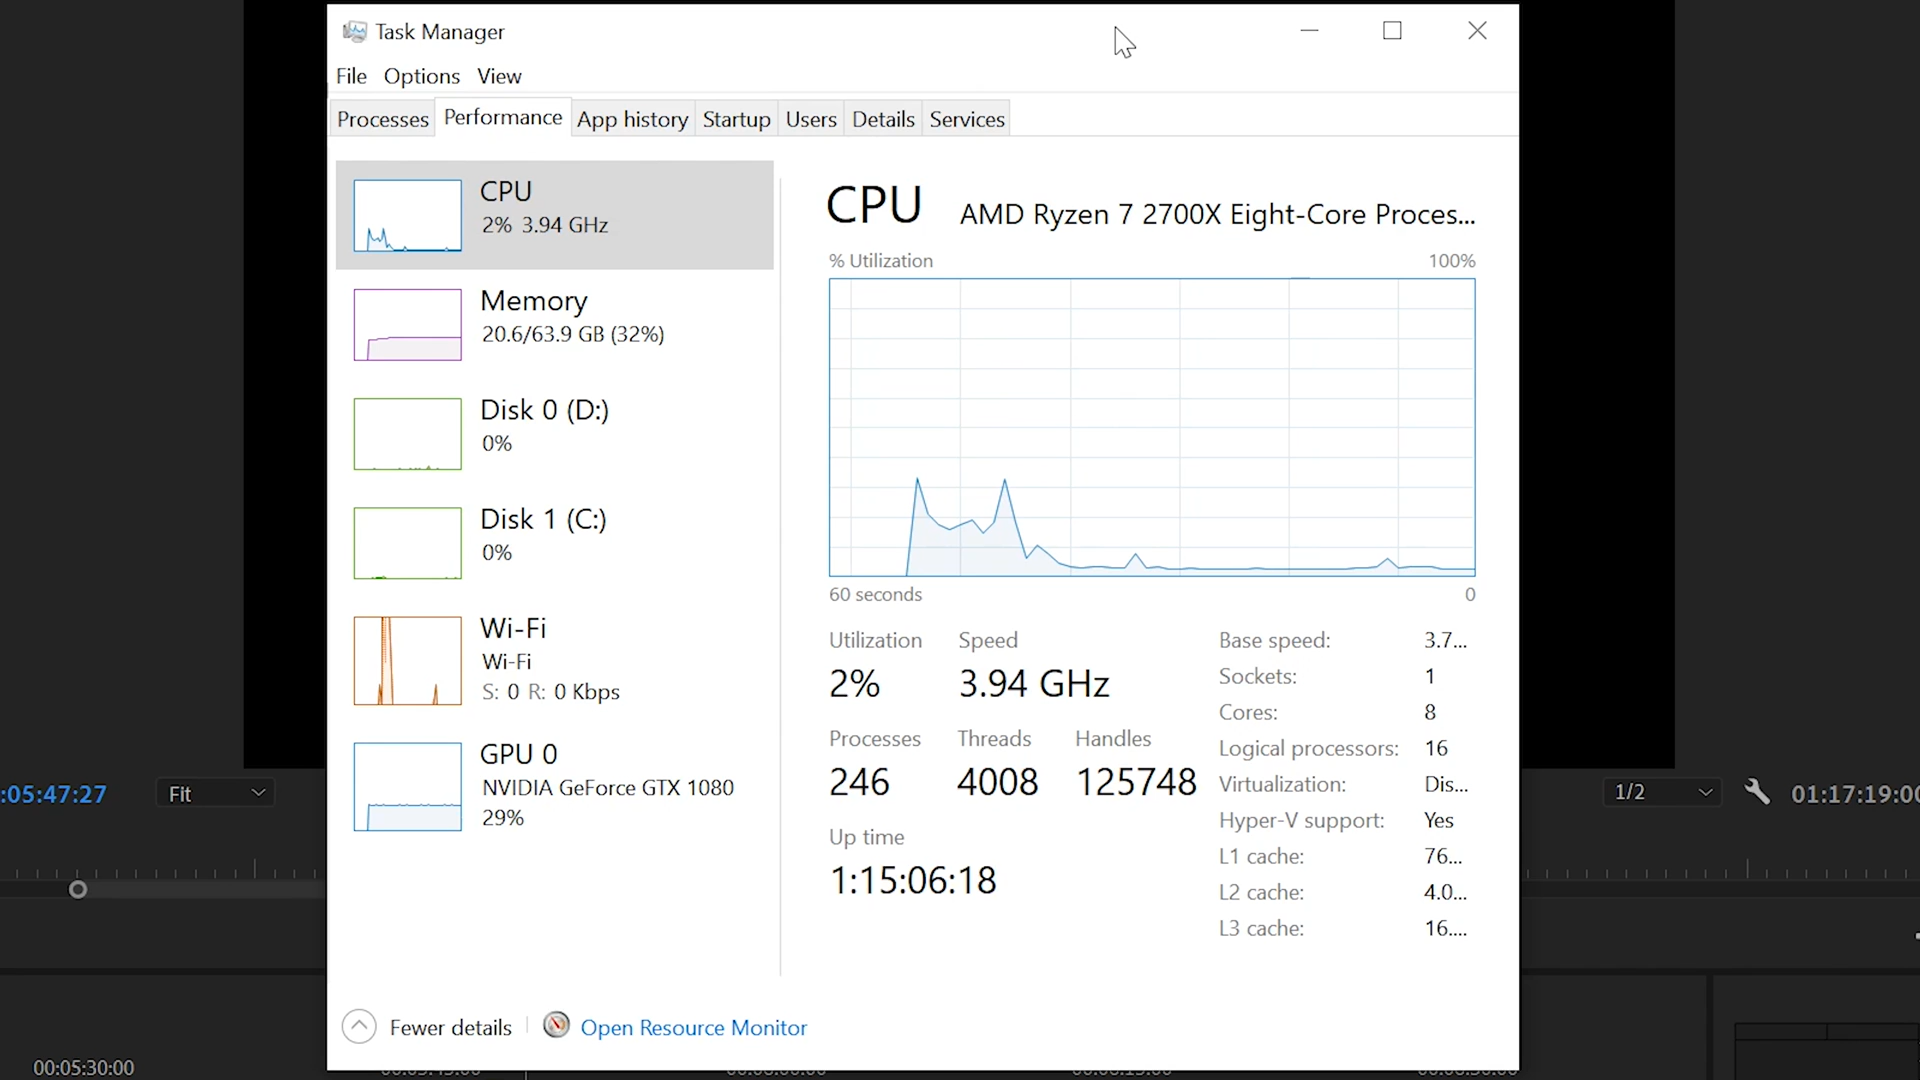 Task Manager
File Options View
Processes Performance App history Startup Users Details Services
CPU
2% 3.94 GHz
Memory
20.6/63.9 GB (32%)
Disk 0 (D:)
0%
Disk 1 (C:)
0%
Wi-Fi
Wi-Fi
S: 0 R: 0 Kbps
GPU 0
NVIDIA GeForce GTX 1080
29%
CPU AMD Ryzen 7 2700X Eight-Core Proces...
% Utilization 100%
60 seconds 0
Utilization Speed
2% 3.94 GHz
Processes Threads Handles
246 4008 125748
Up time
1:15:06:18
Base speed: 3.7...
Sockets: 1
Cores: 8
Logical processors: 16
Virtualization: Dis...
Hyper-V support: Yes
L1 cache: 76...
L2 cache: 4.0...
L3 cache: 16....
Fewer details Open Resource Monitor
:05:47:27 Fit
1/2 01:17:19:00
00:05:30:00